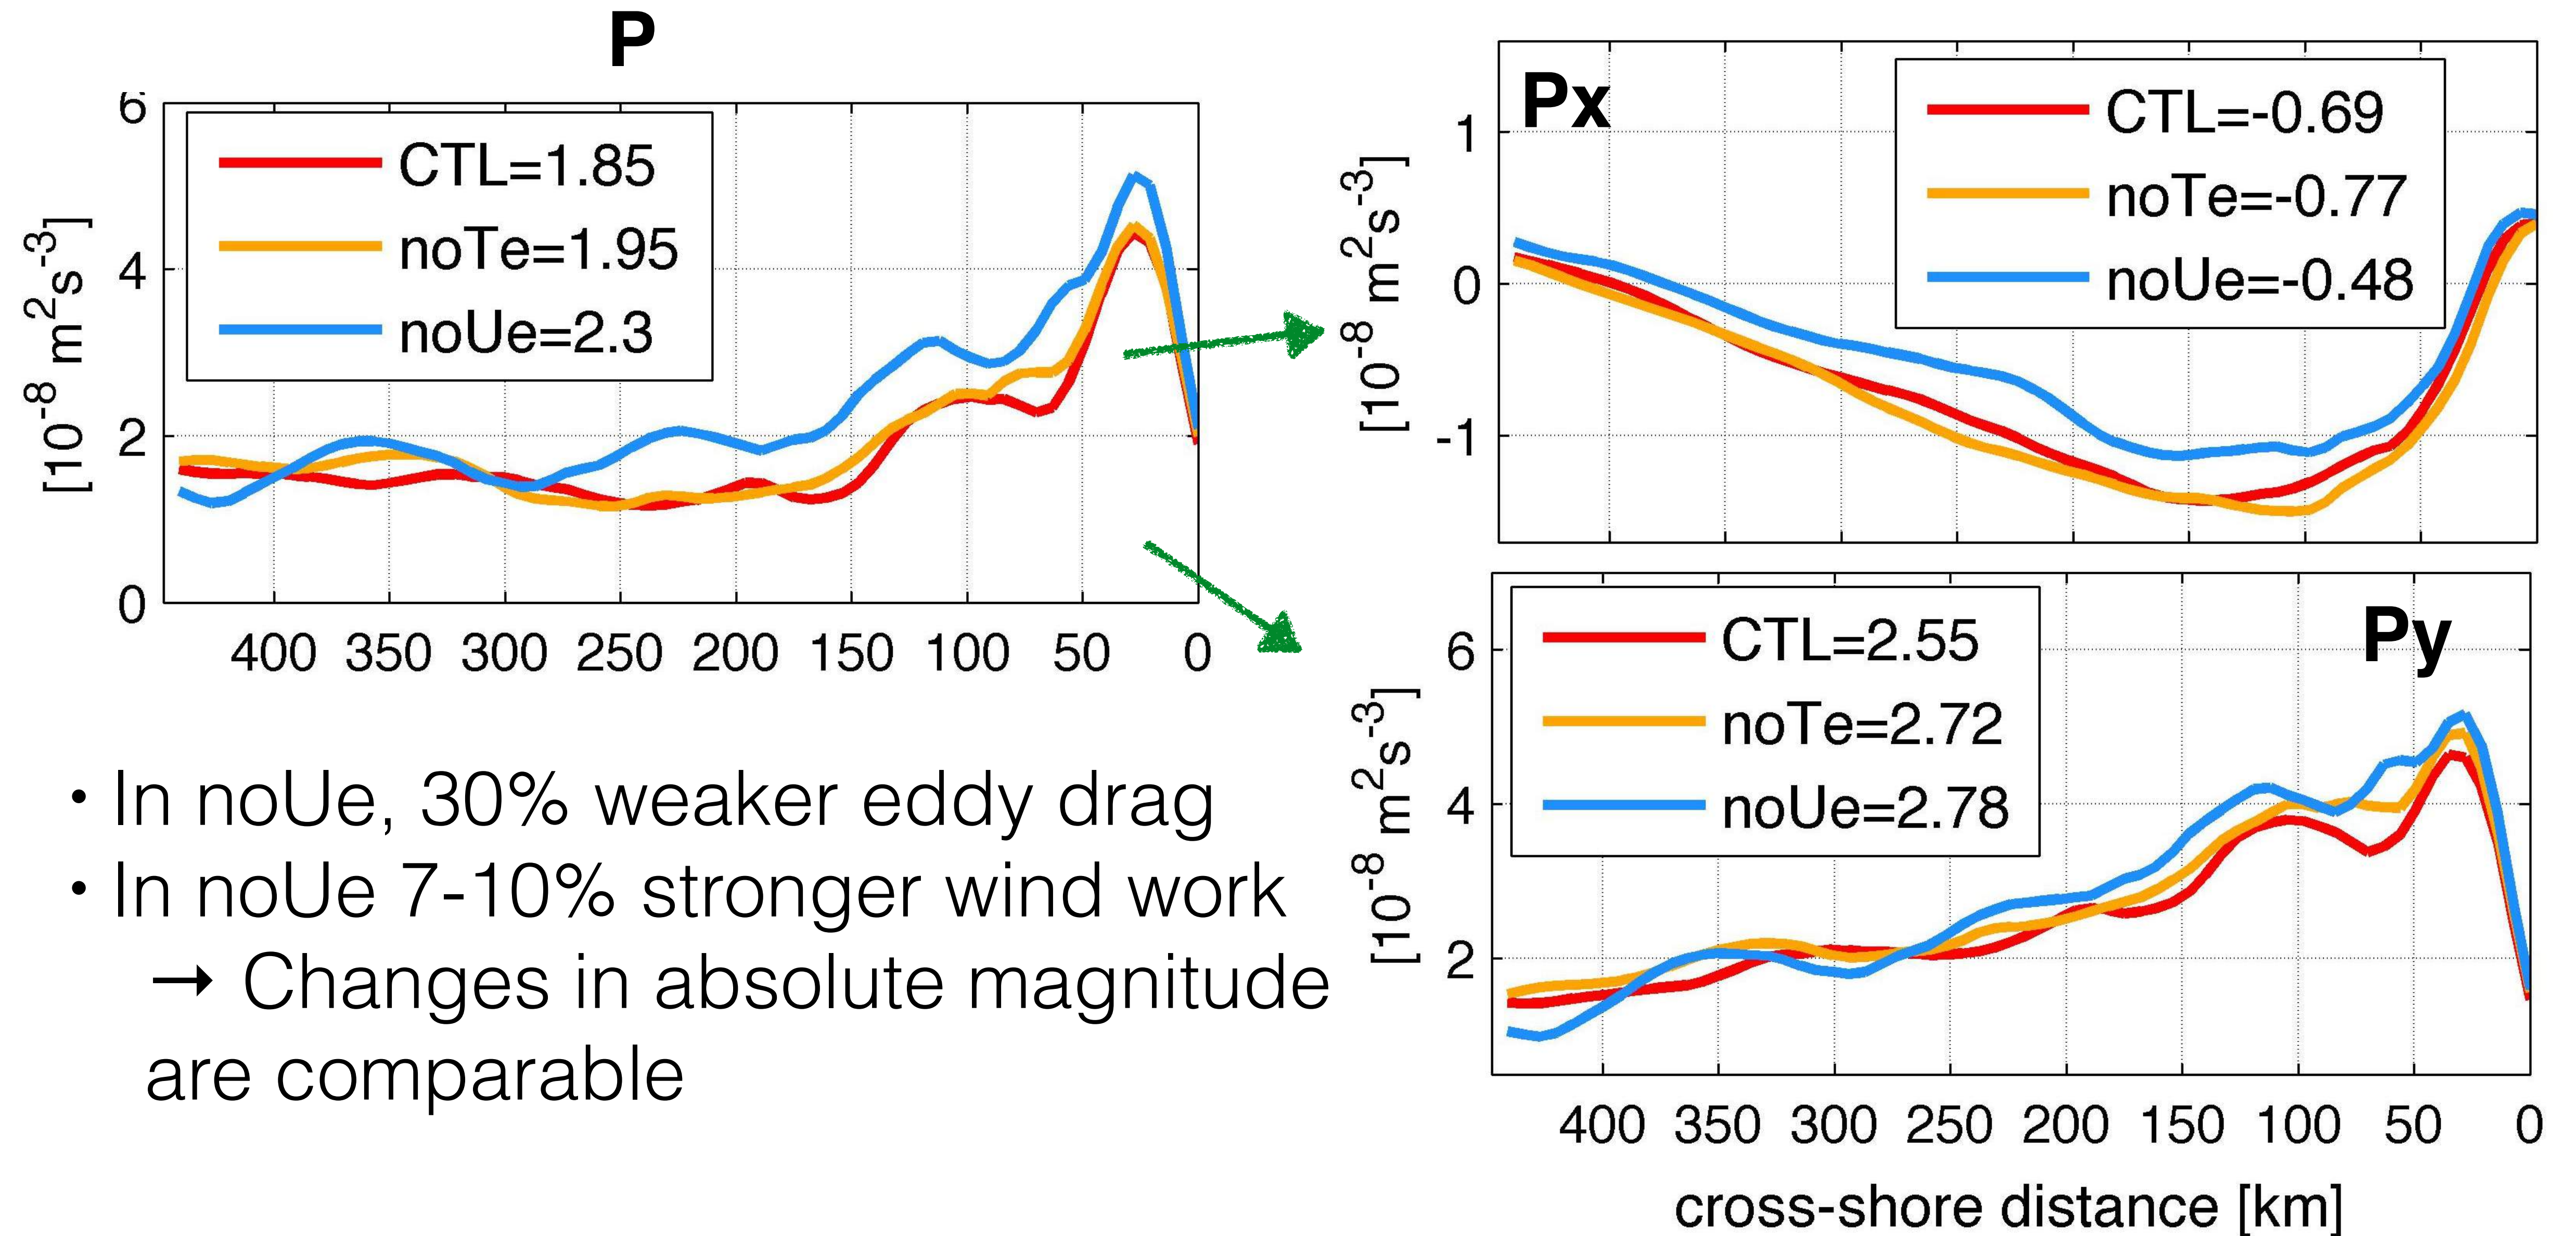 P
[10-8 m2s-3]
6
4
2
0
CTL=1.85
noTe=1.95
noUe=2.3
400 350 300 250 200 150 100 50 0
Px
[10-8 m2s-3]
1
0
-1
CTL=-0.69
noTe=-0.77
noUe=-0.48
Py
[10-8 m2s-3]
6
4
2
CTL=2.55
noTe=2.72
noUe=2.78
400 350 300 250 200 150 100 50 0
cross-shore distance [km]
• In noUe, 30% weaker eddy drag
• In noUe 7-10% stronger wind work
➞ Changes in absolute magnitude
are comparable